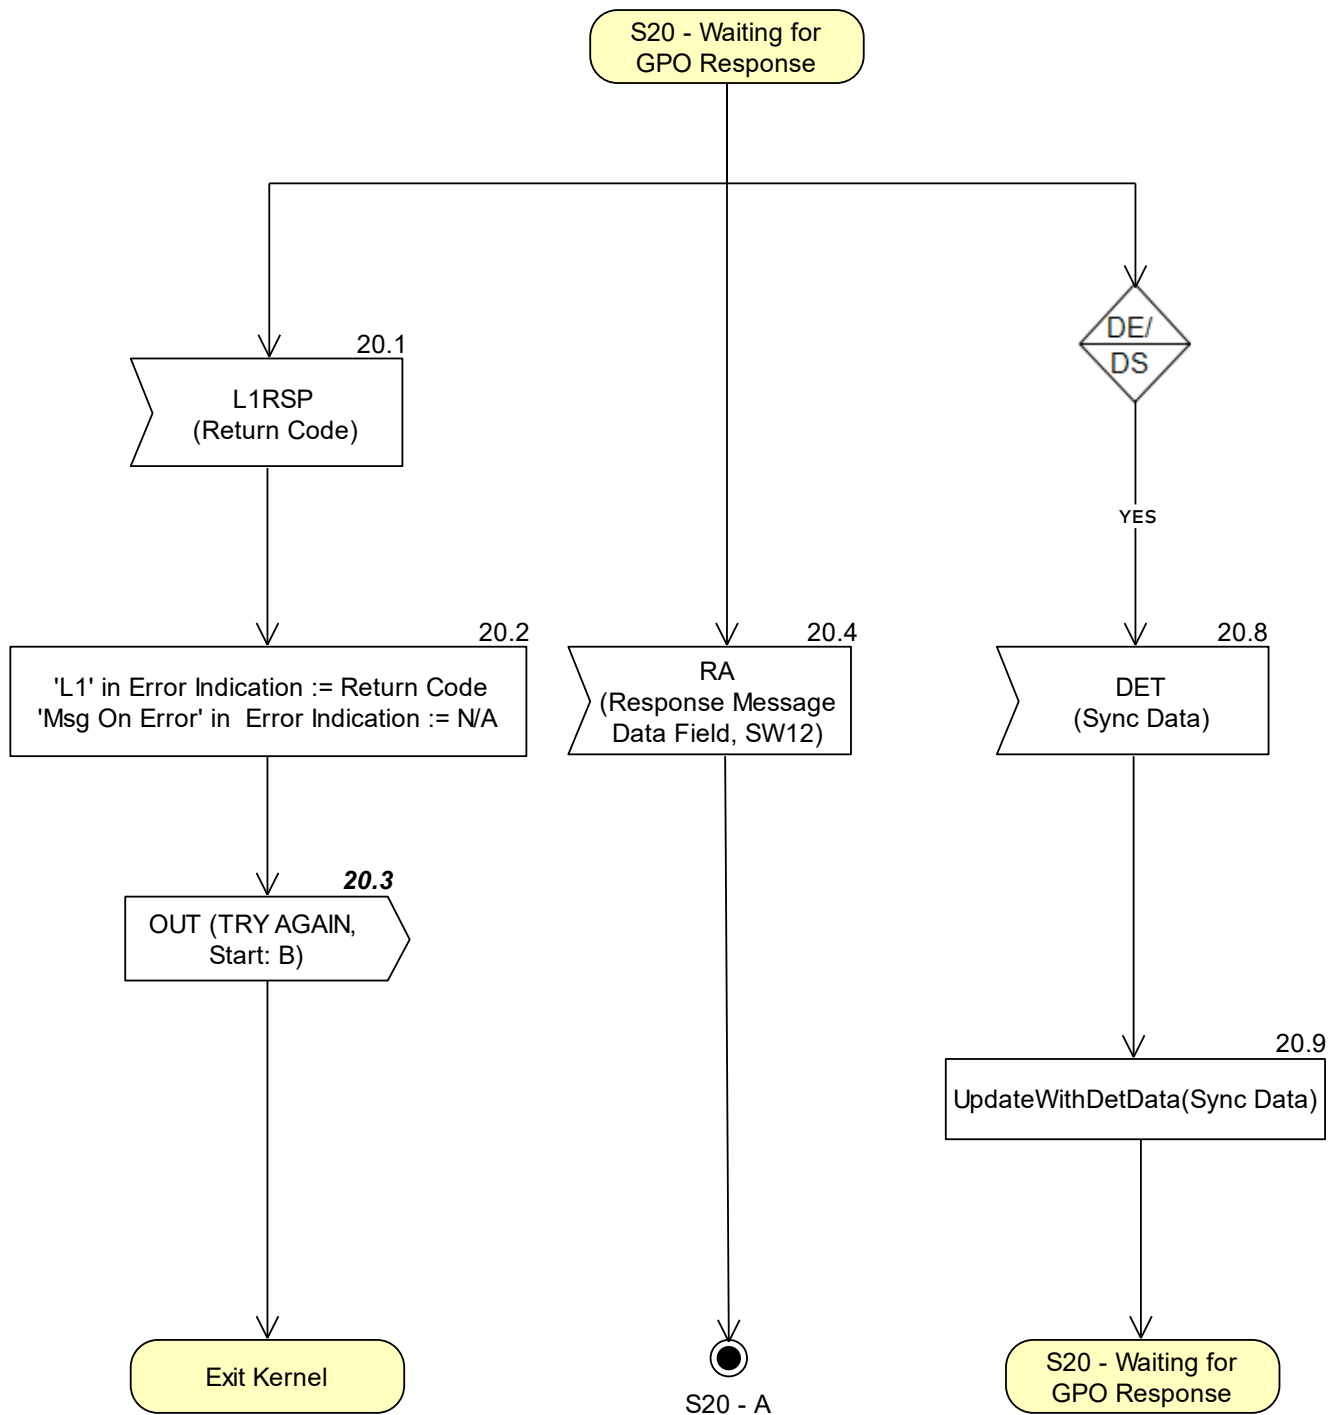 S20 - Waiting for
GPO Response
DE/
DS
YES
20.1
L1RSP
(Return Code)
20.2
'L1' in Error Indication := Return Code
'Msg On Error' in  Error Indication := N/A
20.3
OUT (TRY AGAIN,
Start: B)
Exit Kernel
20.4
RA
(Response Message
Data Field, SW12)
S20 - A
20.8
DET
(Sync Data)
20.9
UpdateWithDetData(Sync Data)
S20 - Waiting for
GPO Response